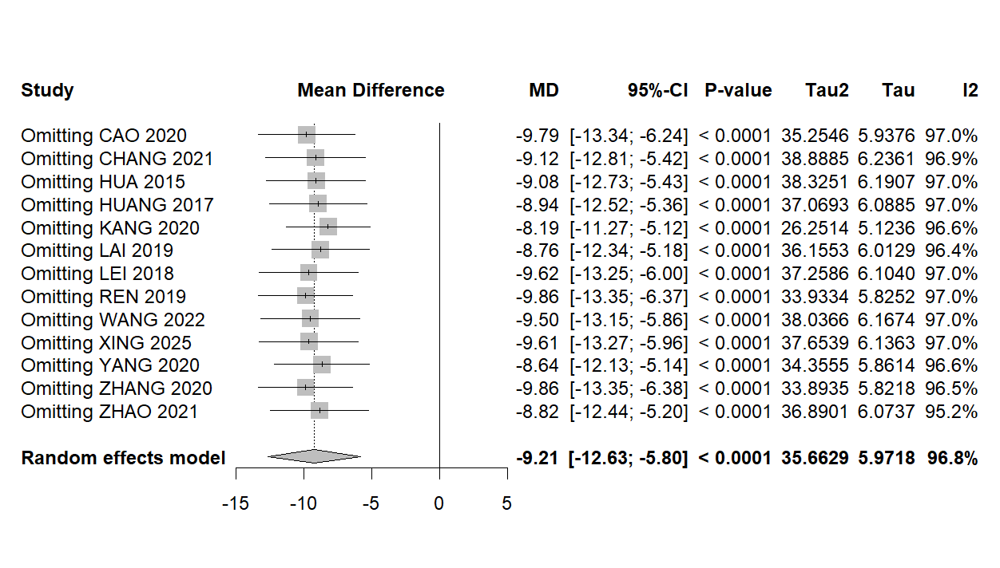 Study Mean Difference MD 95%-CI P-value Tau2 Tau I2
Omitting CAO 2020 -9.79 [-13.34; -6.24] < 0.0001 35.2546 5.9376 97.0%
Omitting CHANG 2021 -9.12 [-12.81; -5.42] < 0.0001 38.8885 6.2361 96.9%
Omitting HUA 2015 -9.08 [-12.73; -5.43] < 0.0001 38.3251 6.1907 97.0%
Omitting HUANG 2017 -8.94 [-12.52; -5.36] < 0.0001 37.0693 6.0885 97.0%
Omitting KANG 2020 -8.19 [-11.27; -5.12] < 0.0001 26.2514 5.1236 96.6%
Omitting LAI 2019 -8.76 [-12.34; -5.18] < 0.0001 36.1553 6.0129 96.4%
Omitting LEI 2018 -9.62 [-13.25; -6.00] < 0.0001 37.2586 6.1040 97.0%
Omitting REN 2019 -9.86 [-13.35; -6.37] < 0.0001 33.9334 5.8252 97.0%
Omitting WANG 2022 -9.50 [-13.15; -5.86] < 0.0001 38.0366 6.1674 97.0%
Omitting XING 2025 -9.61 [-13.27; -5.96] < 0.0001 37.6539 6.1363 97.0%
Omitting YANG 2020 -8.64 [-12.13; -5.14] < 0.0001 34.3555 5.8614 96.6%
Omitting ZHANG 2020 -9.86 [-13.35; -6.38] < 0.0001 33.8935 5.8218 96.5%
Omitting ZHAO 2021 -8.82 [-12.44; -5.20] < 0.0001 36.8901 6.0737 95.2%
Random effects model -9.21 [-12.63; -5.80] < 0.0001 35.6629 5.9718 96.8%
-15 -10 -5 0 5